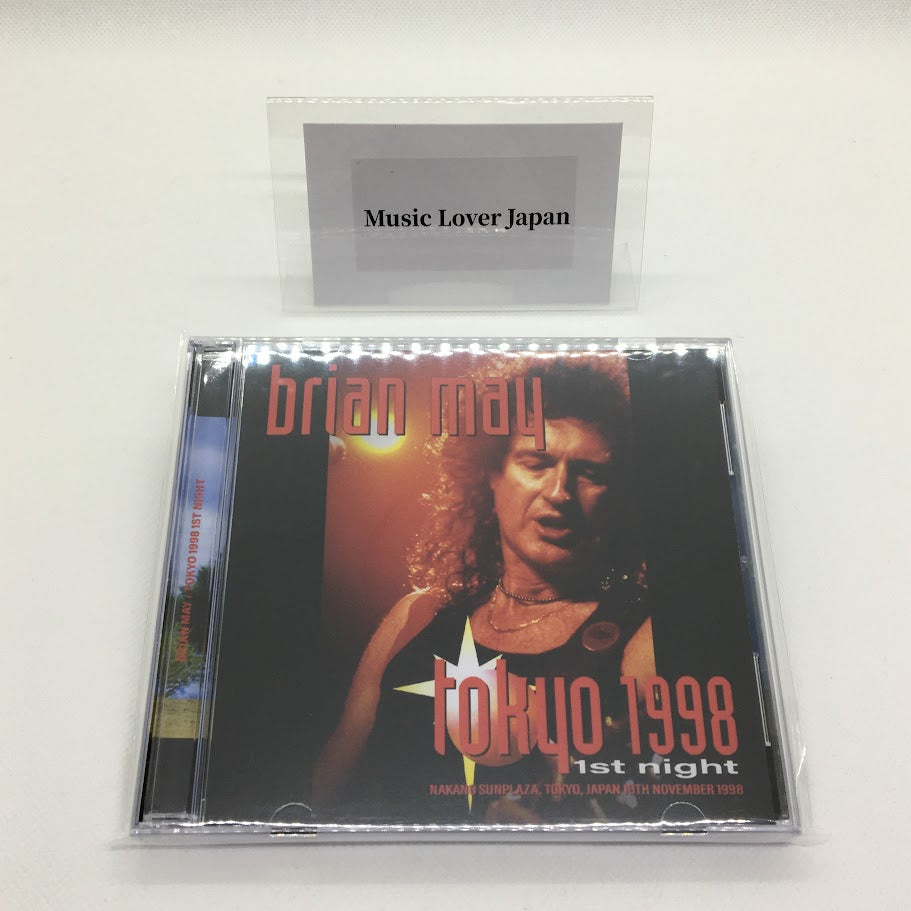 Music Lover Japan
brian may
BRIAN MAY / TOKYO 1998 1ST NIGHT
tokyo 1998
1st night
NAKANO SUNPLAZA, TOKYO, JAPAN NOVEMBER 1998